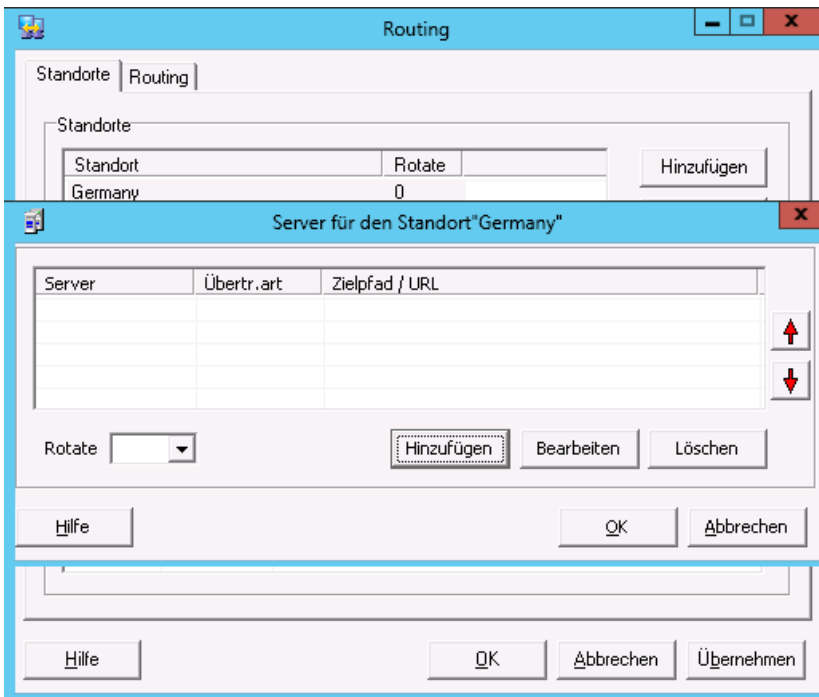 Routing
Standorte Routing
Standorte
Standort Rotate
Hinzufügen
Germany 0
Server für den Standort"Germany"
Server Übertr.art Zielpfad / URL
Rotate Hinzufügen Bearbeiten Löschen
Hilfe OK Abbrechen
Hilfe OK Abbrechen Übernehmen